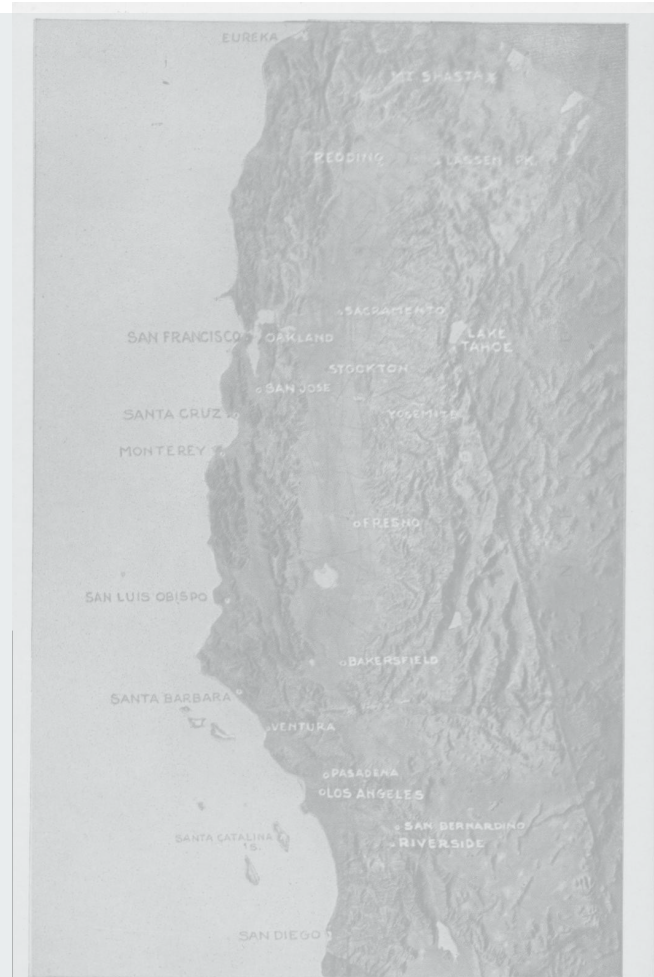 EUREKA
MT SHASTA
REDDING
LASSEN PK.
SACRAMENTO
SAN FRANCISCO
OAKLAND
LAKE
TAHOE
STOCKTON
SAN JOSE
SANTA CRUZ
YOSEMITE
MONTEREY
FRESNO
SAN LUIS OBISPO
BAKERSFIELD
SANTA BARBARA
VENTURA
PASADENA
LOS ANGELES
SAN BERNARDINO
SANTA CATALINA
IS.
RIVERSIDE
SAN DIEGO